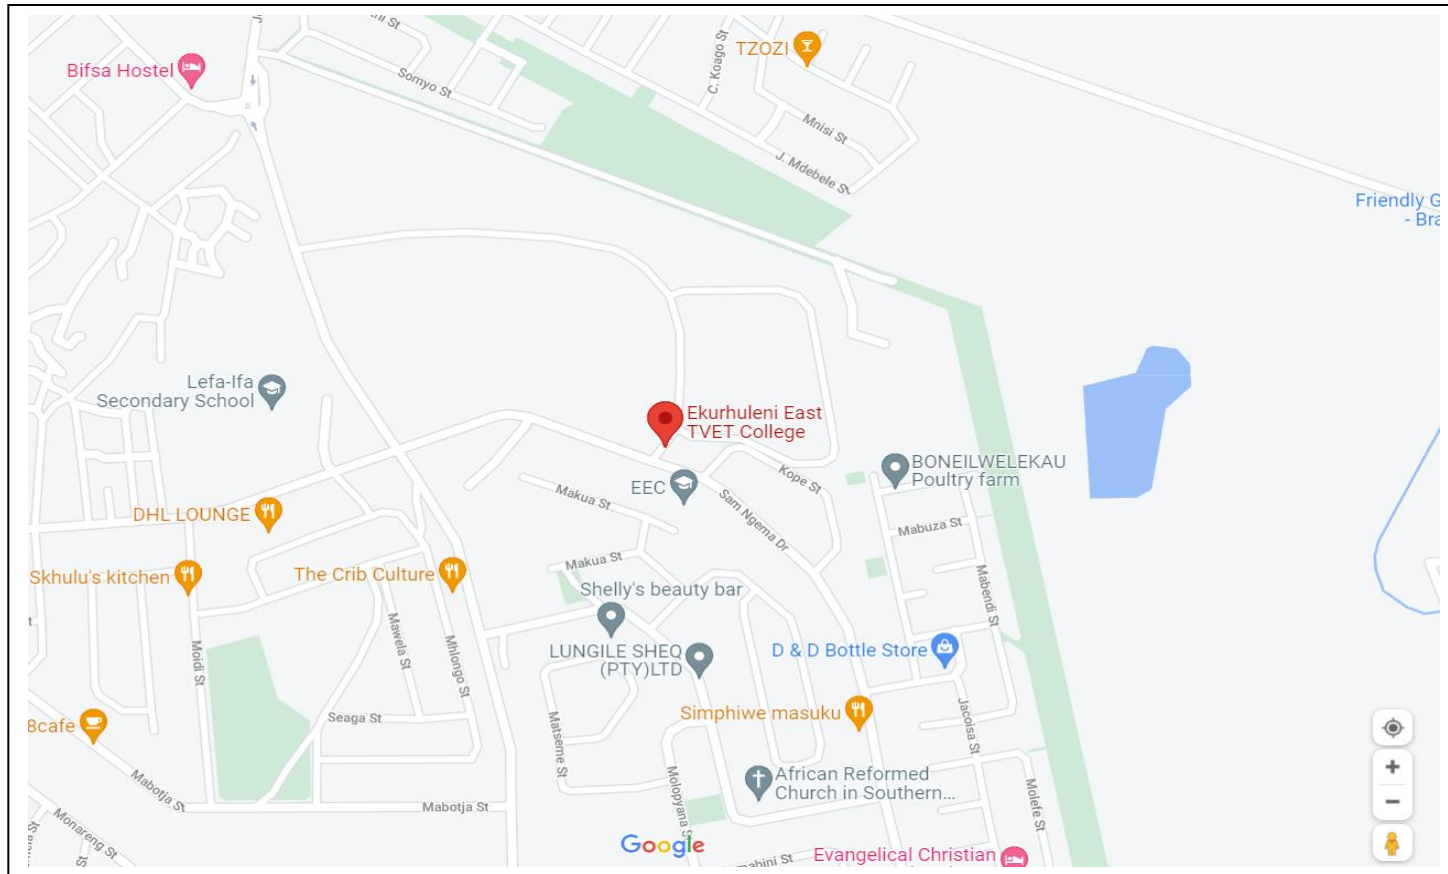 Bifsa Hostel
Somyo St
C. Koago St
TZOZI
Mnisi St
J. Mdebele St
Friendly G
- Bra
Lefa-Ifa
Secondary School
Ekurhuleni East
TVET College
BONEILWELEKAU
Poultry farm
Kope St
EEC
Makua St
Sam Ngema Dr
Mabuza St
DHL LOUNGE
Makua St
Skhulu's kitchen
The Crib Culture
Shelly's beauty bar
Mabendi St
Mawela St
Mhlongo St
Moidi St
LUNGILE SHEQ
(PTY)LTD
D & D Bottle Store
Simphiwe masuku
Seaga St
8cafe
Matseme St
Jacoisa St
African Reformed
Church in Southern...
Mabotja St
Mabotja St
Molopyana S
Molefe St
Monareng St
Google
Evangelical Christian